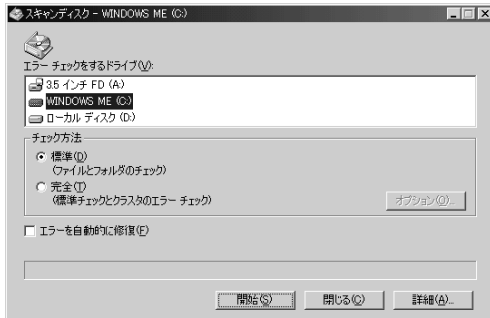 スキャンディスク - WINDOWS ME (C:)
エラー チェックをするドライブ(V):
3.5 インチ FD (A:)
WINDOWS ME (C:)
ローカル ディスク (D:)
チェック方法
標準(D)
(ファイルとフォルダのチェック)
完全(T)
(標準チェックとクラスタのエラー チェック)
オプション(O)...
エラーを自動的に修復(F)
開始(S) 閉じる(C) 詳細(A)...